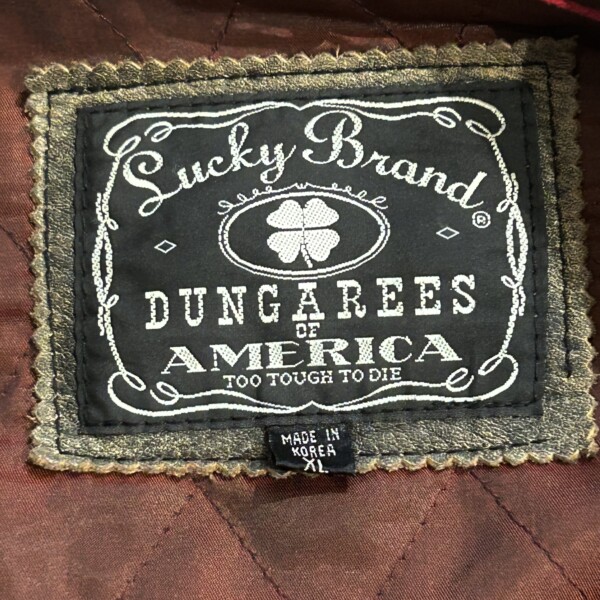 Lucky Brand®
DUNGAREES
OF
AMERICA
TOO TOUGH TO DIE
MADE IN
KOREA
XL